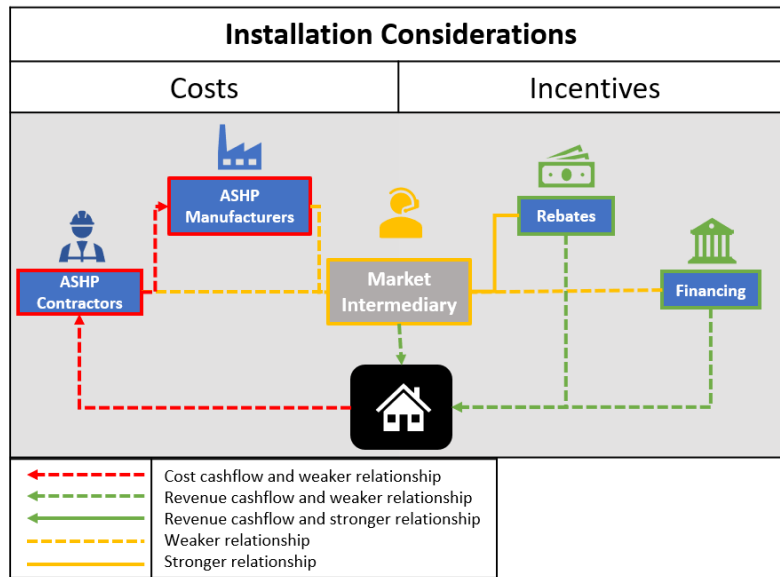 Installation Considerations
Costs
Incentives
ASHP
Manufacturers
Rebates
ASHP
Contractors
Market
Intermediary
Financing
Cost cashflow and weaker relationship
Revenue cashflow and weaker relationship
Revenue cashflow and stronger relationship
Weaker relationship
Stronger relationship